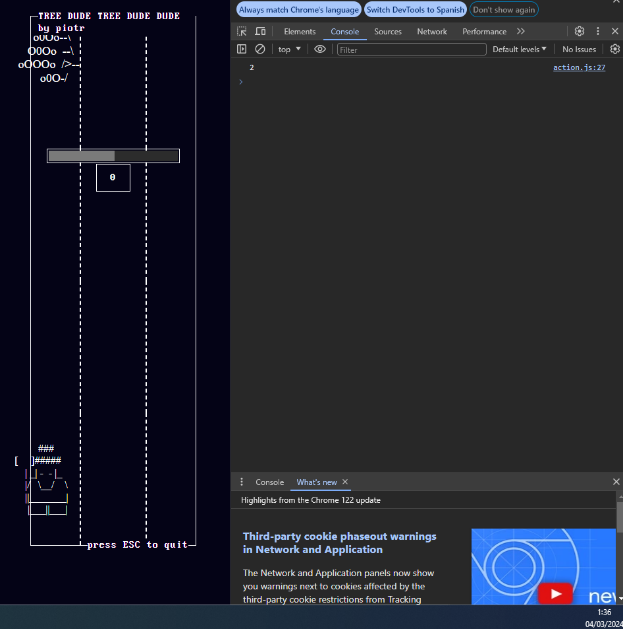 TREE DUDE TREE DUDE DUDE
by piotr
oOOo--\
O0Oo --\
oOOOo />--
o0O-/
0
###
[ ]#####
|_|- -|_
|/ \__/ \
press ESC to quit
Always match Chrome's language
Switch DevTools to Spanish
Don't show again
Elements
Console
Sources
Network
Performance
top
Filter
Default levels
No Issues
2
action.js:27
Console
What's new
Highlights from the Chrome 122 update
Third-party cookie phaseout warnings
in Network and Application
The Network and Application panels now show
you warnings next to cookies affected by the
third-party cookie restrictions from Tracking
new
1:36
04/03/2024